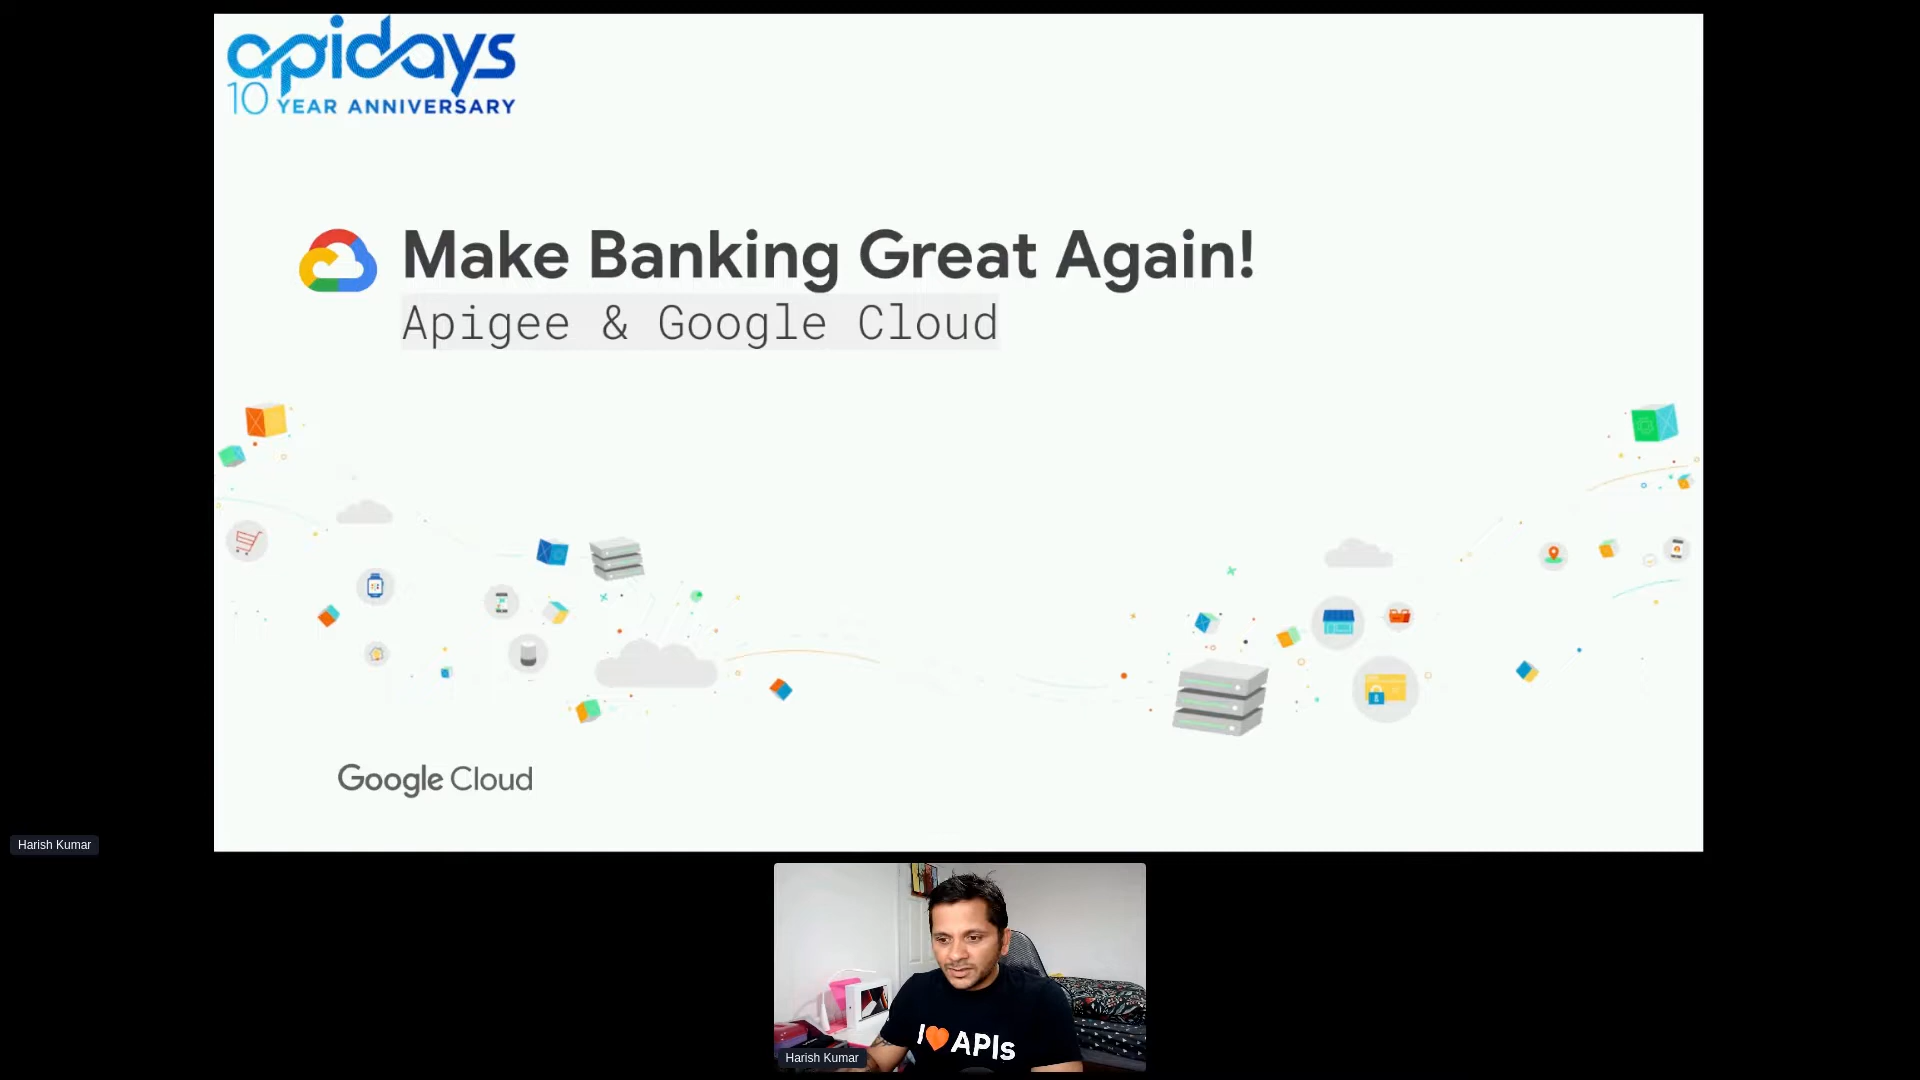 apidays
10 YEAR ANNIVERSARY
Make Banking Great Again!
Apigee & Google Cloud
Google Cloud
Harish Kumar
I🧡APIs
Harish Kumar